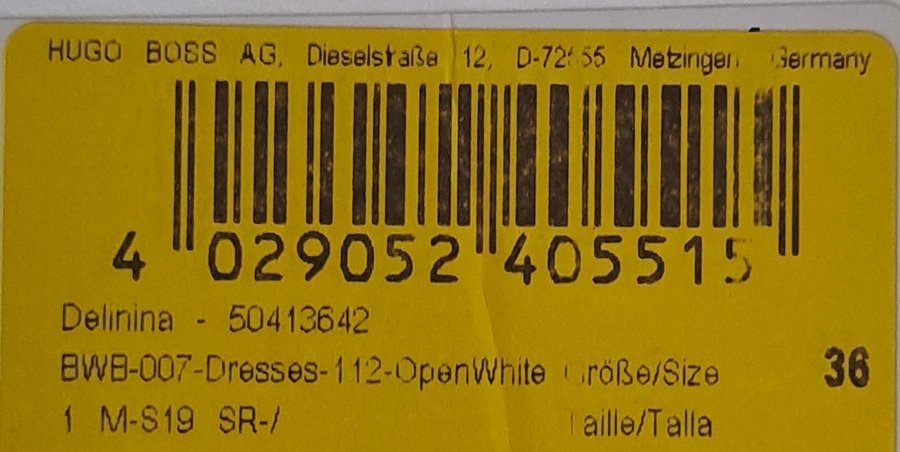 HUGO BOSS AG, Dieselstraße 12, Metzingen Germany
4 029052 405515
Delinina - 50413642
BWB-007-Dresses-112-OpenWhite Größe/Size 36
1 M-S19 SR-/ Taille/Talla